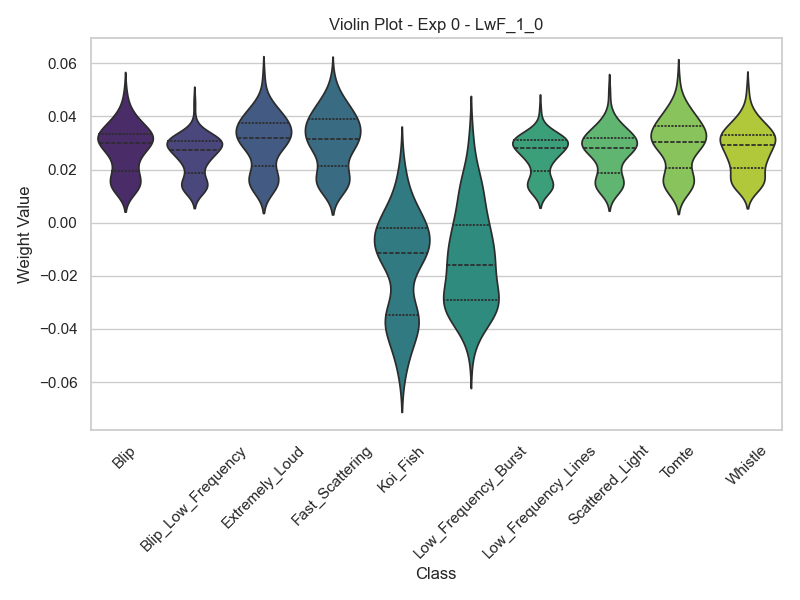 Violin Plot - Exp 0 - LwF_1_0
Weight Value
0.06
0.04
0.02
0.00
−0.02
−0.04
−0.06
Blip
Blip_Low_Frequency
Extremely_Loud
Fast_Scattering
Koi_Fish
Low_Frequency_Burst
Low_Frequency_Lines
Scattered_Light
Tomte
Whistle
Class